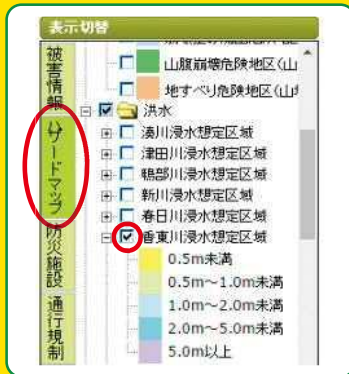 表示切替
被害情報
ハザードマップ
防災施設
通行規制
山腹崩壊危険地区(山
地すべり危険地区(山
洪水
湊川浸水想定区域
津田川浸水想定区域
鴨部川浸水想定区域
新川浸水想定区域
春日川浸水想定区域
香東川浸水想定区域
0.5m未満
0.5m～1.0m未満
1.0m～2.0m未満
2.0m～5.0m未満
5.0m以上